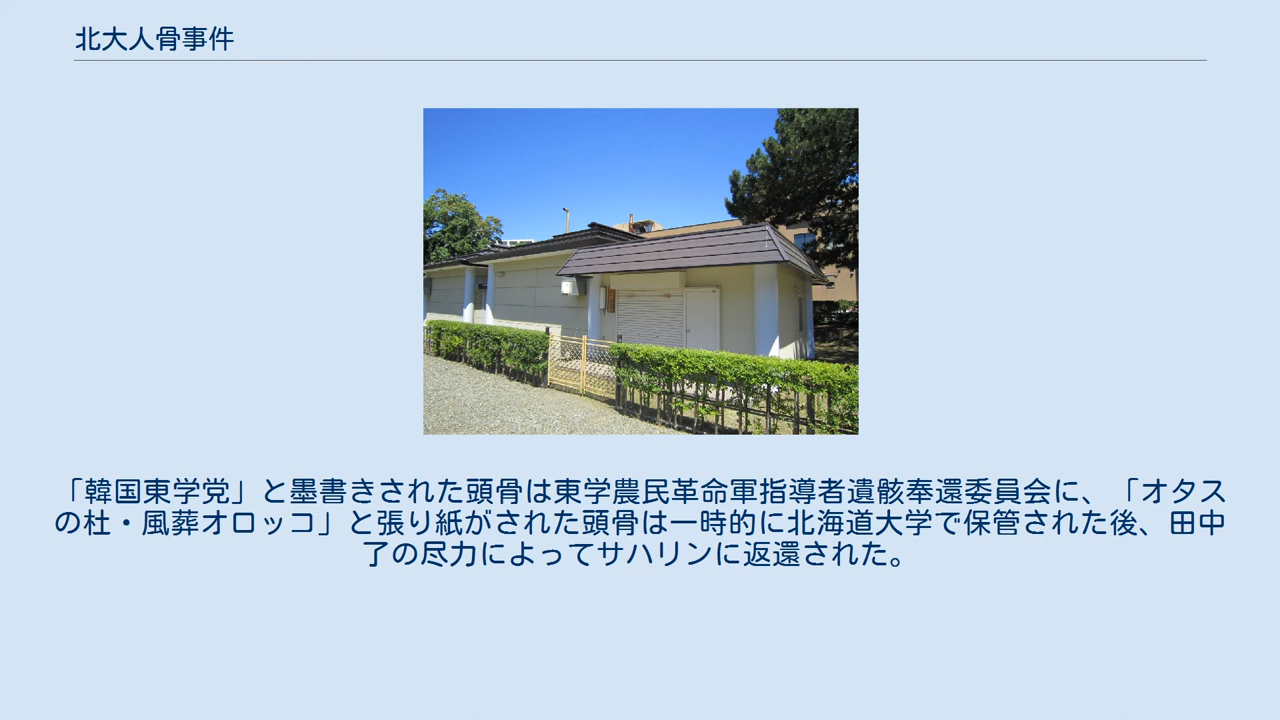 北大人骨事件
「韓国東学党」と墨書きされた頭骨は東学農民革命軍指導者遺骸奉還委員会に、「オタス
の杜・風葬オロッコ」と張り紙がされた頭骨は一時的に北海道大学で保管された後、田中
了の尽力によってサハリンに返還された。